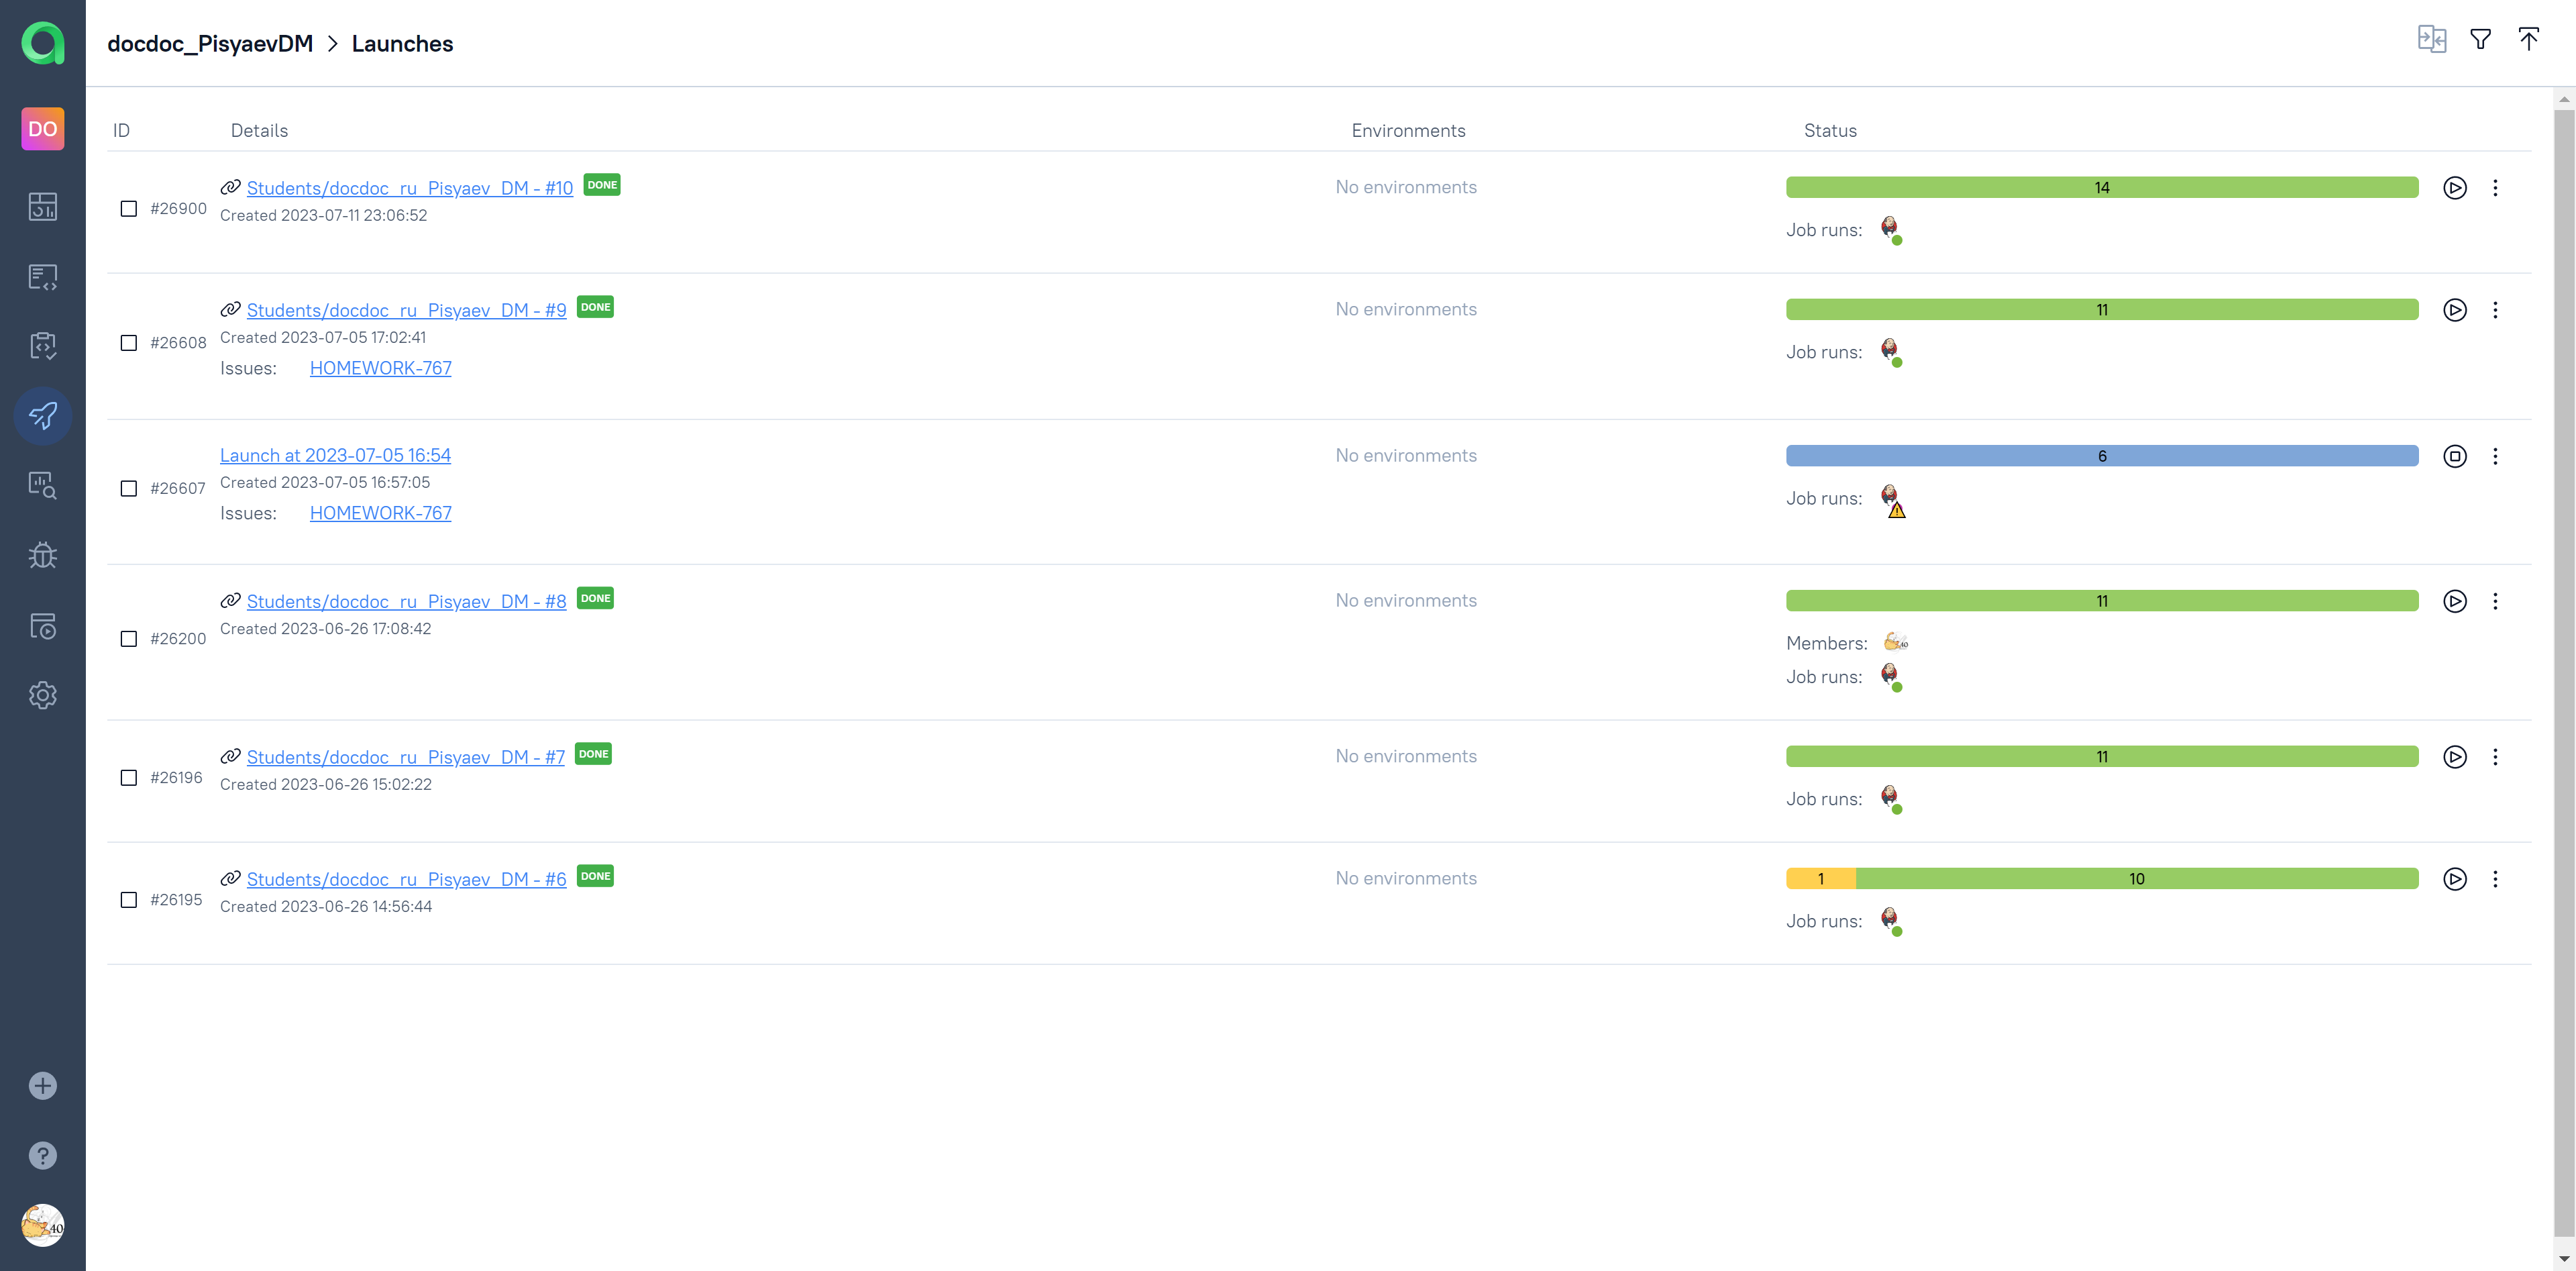 docdoc_PisyaevDM > Launches
DO
ID Details Environments Status
Students/docdoc_ru_Pisyaev_DM - #10 DONE No environments 14
#26900 Created 2023-07-11 23:06:52
Job runs:
Students/docdoc_ru_Pisyaev_DM - #9 DONE No environments 11
#26608 Created 2023-07-05 17:02:41
Job runs:
Issues: HOMEWORK-767
Launch at 2023-07-05 16:54 No environments 6
#26607 Created 2023-07-05 16:57:05
Job runs:
Issues: HOMEWORK-767
Students/docdoc_ru_Pisyaev_DM - #8 DONE No environments 11
#26200 Created 2023-06-26 17:08:42
Members: 40
Job runs:
Students/docdoc_ru_Pisyaev_DM - #7 DONE No environments 11
#26196 Created 2023-06-26 15:02:22
Job runs:
Students/docdoc_ru_Pisyaev_DM - #6 DONE No environments 1 10
#26195 Created 2023-06-26 14:56:44
Job runs:
?
40